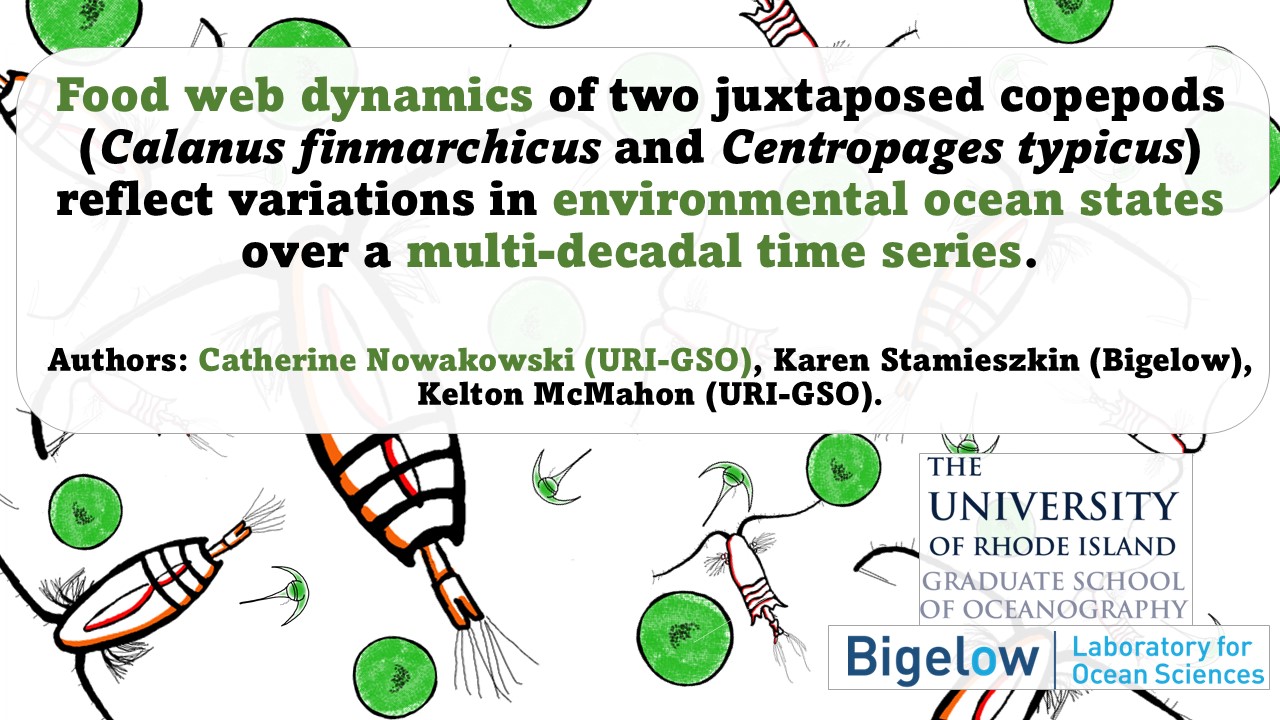 Food web dynamics of two juxtaposed copepods
(Calanus finmarchicus and Centropages typicus)
reflect variations in environmental ocean states
over a multi-decadal time series.
Authors: Catherine Nowakowski (URI-GSO), Karen Stamieszkin (Bigelow),
Kelton McMahon (URI-GSO).
THE
UNIVERSITY
OF RHODE ISLAND
GRADUATE SCHOOL
OF OCEANOGRAPHY
Bigelow
Laboratory for
Ocean Sciences